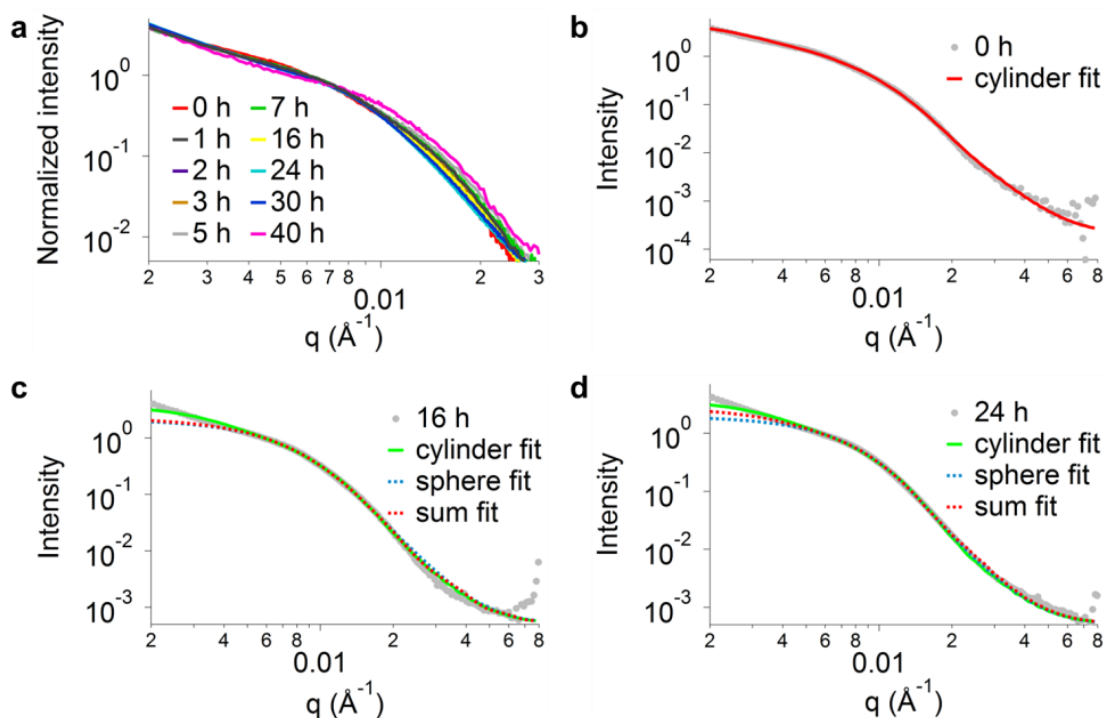 a
Normalized intensity
10^0
10^-1
10^-2
0 h
1 h
2 h
3 h
5 h
7 h
16 h
24 h
30 h
40 h
2 3 4 5 6 7 8 2 3
0.01
q (Å^-1)
b
Intensity
10^0
10^-1
10^-2
10^-3
10^-4
0 h
cylinder fit
2 4 6 8 2 4 6 8
0.01
q (Å^-1)
c
Intensity
10^0
10^-1
10^-2
10^-3
16 h
cylinder fit
sphere fit
sum fit
2 4 6 8 2 4 6 8
0.01
q (Å^-1)
d
Intensity
10^0
10^-1
10^-2
10^-3
24 h
cylinder fit
sphere fit
sum fit
2 4 6 8 2 4 6 8
0.01
q (Å^-1)